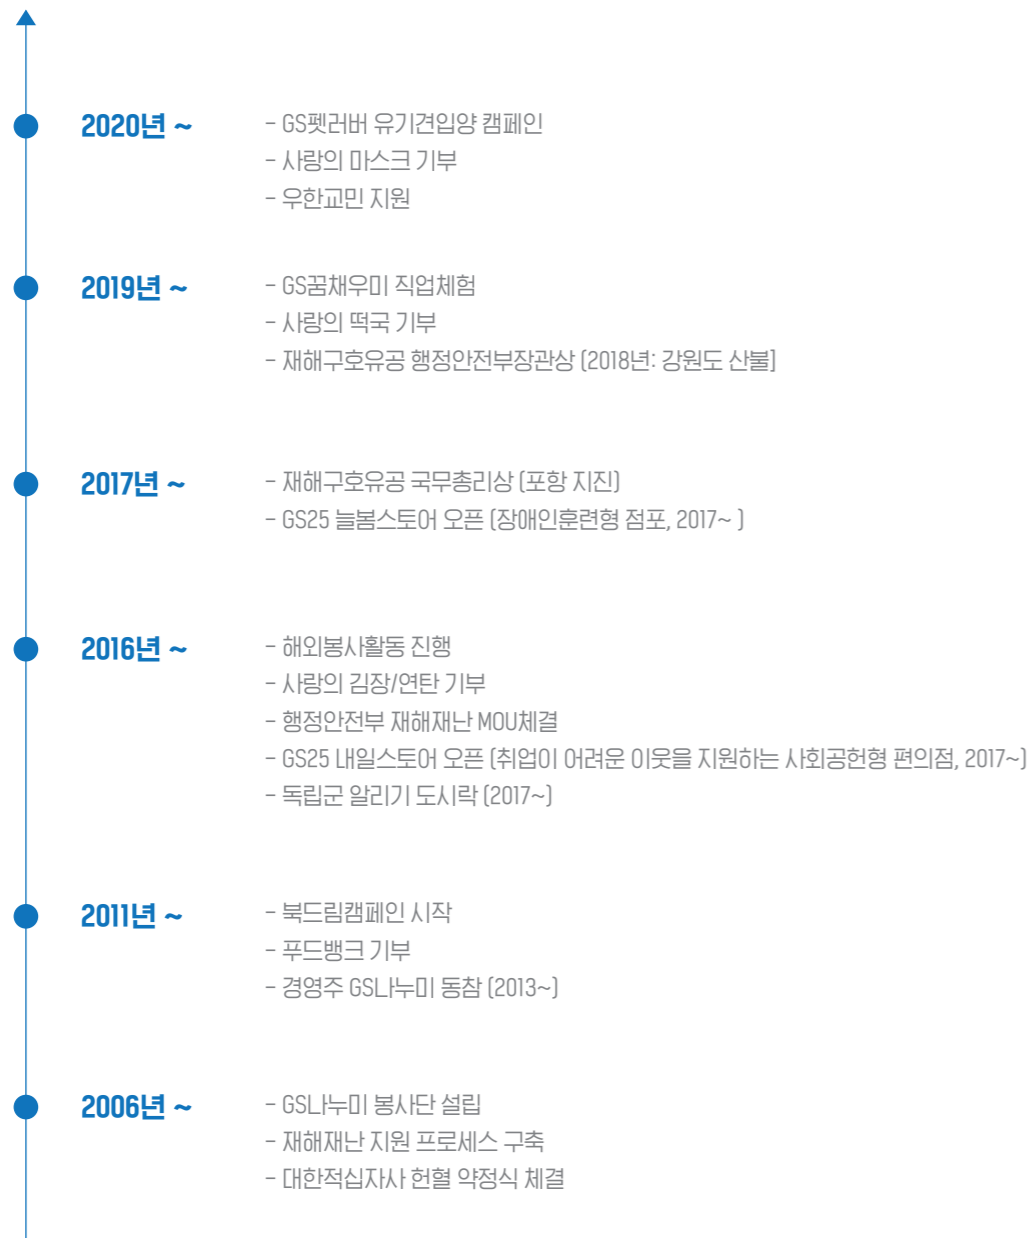 2020년 ~
- GS펫러버 유기견입양 캠페인
- 사랑의 마스크 기부
- 우한교민 지원
2019년 ~
- GS꿈채우미 직업체험
- 사랑의 떡국 기부
- 재해구호유공 행정안전부장관상 (2018년: 강원도 산불]
2017년 ~
- 재해구호유공 국무총리상 (포항 지진)
- GS25 늘봄스토어 오픈 (장애인훈련형 점포, 2017~ )
2016년 ~
- 해외봉사활동 진행
- 사랑의 김장/연탄 기부
- 행정안전부 재해재난 MOU체결
- GS25 내일스토어 오픈 (취업이 어려운 이웃을 지원하는 사회공헌형 편의점, 2017~)
- 독립군 알리기 도시락 (2017~)
2011년 ~
- 북드림캠페인 시작
- 푸드뱅크 기부
- 경영주 GS나누미 동참 (2013~)
2006년 ~
- GS나누미 봉사단 설립
- 재해재난 지원 프로세스 구축
- 대한적십자사 헌혈 약정식 체결